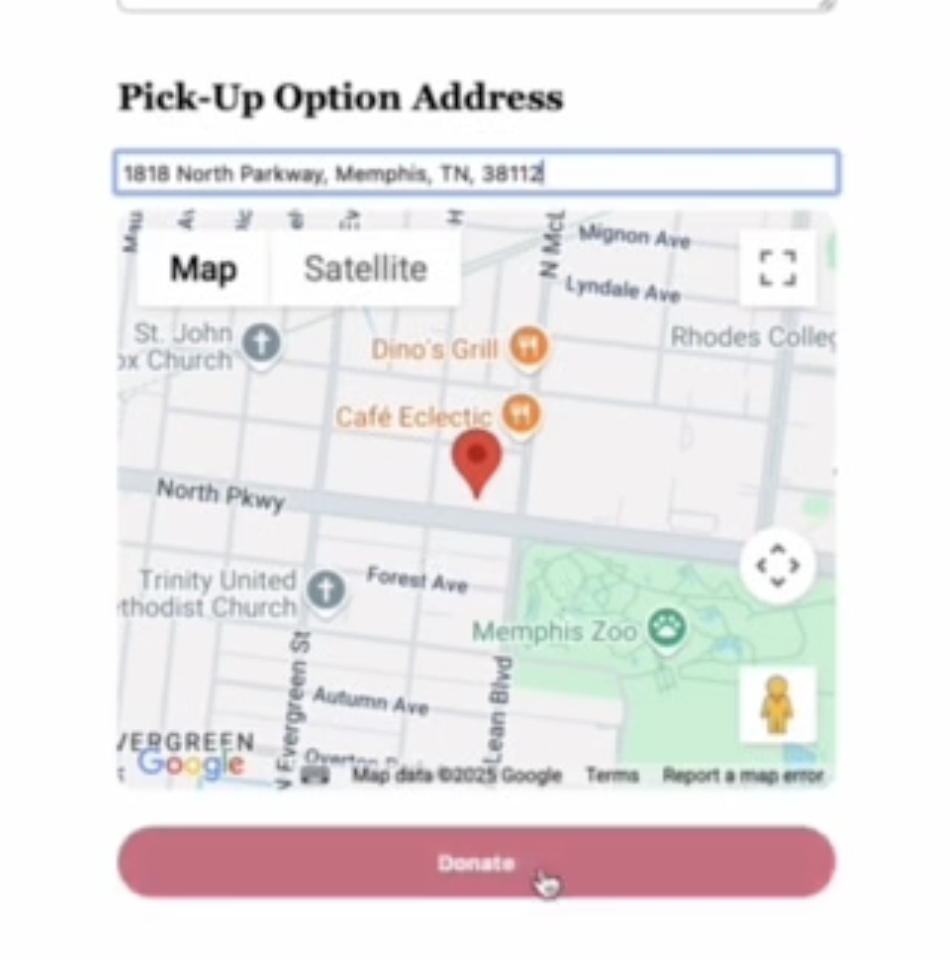 Pick-Up Option Address
1818 North Parkway, Memphis, TN, 38112
Map
Satellite
N McL
Mignon Ave
Lyndale Ave
St. John
ox Church
Dino's Grill
Rhodes Colleg
Café Eclectic
North Pkwy
Trinity United
thodist Church
Forest Ave
Memphis Zoo
N Evergreen St
Autumn Ave
Lean Blvd
VERGREEN
Google
Map data ©2025 Google
Terms
Report a map error
Donate